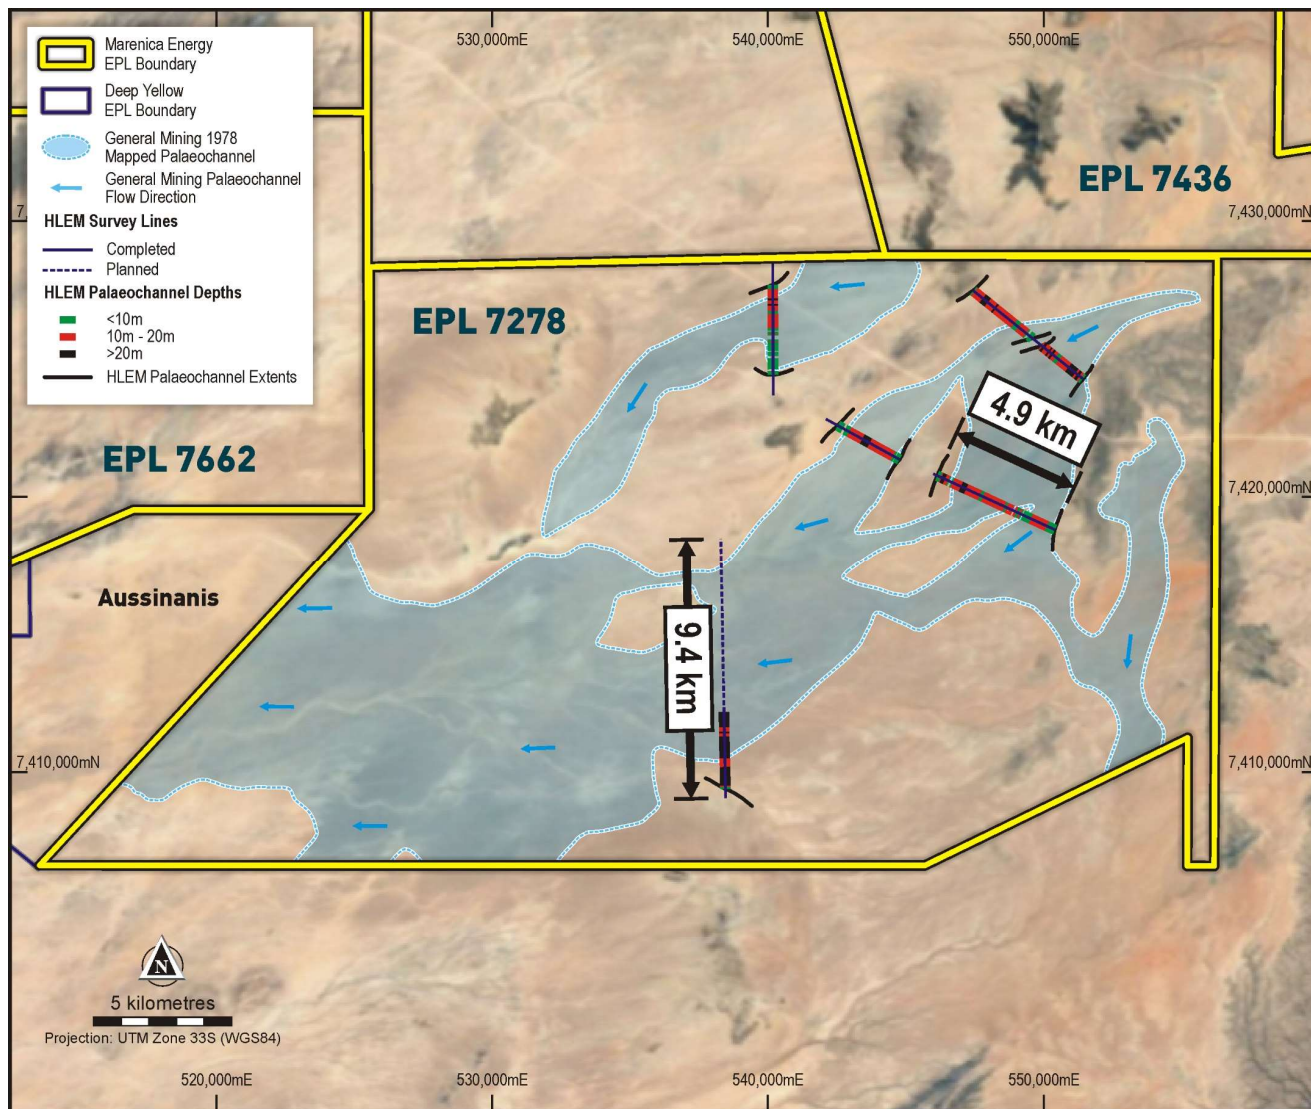 Marenica Energy
EPL Boundary
Deep Yellow
EPL Boundary
General Mining 1978
Mapped Palaeochannel
General Mining Palaeochannel
Flow Direction
HLEM Survey Lines
Completed
Planned
HLEM Palaeochannel Depths
<10m
10m - 20m
>20m
HLEM Palaeochannel Extents
530,000mE
540,000mE
550,000mE
EPL 7436
7,
7,430,000mN
EPL 7278
4.9 km
EPL 7662
7,420,000mN
Aussinanis
9.4 km
7,410,000mN
7,410,000mN
N
5 kilometres
Projection: UTM Zone 33S (WGS84)
520,000mE
530,000mE
540,000mE
550,000mE